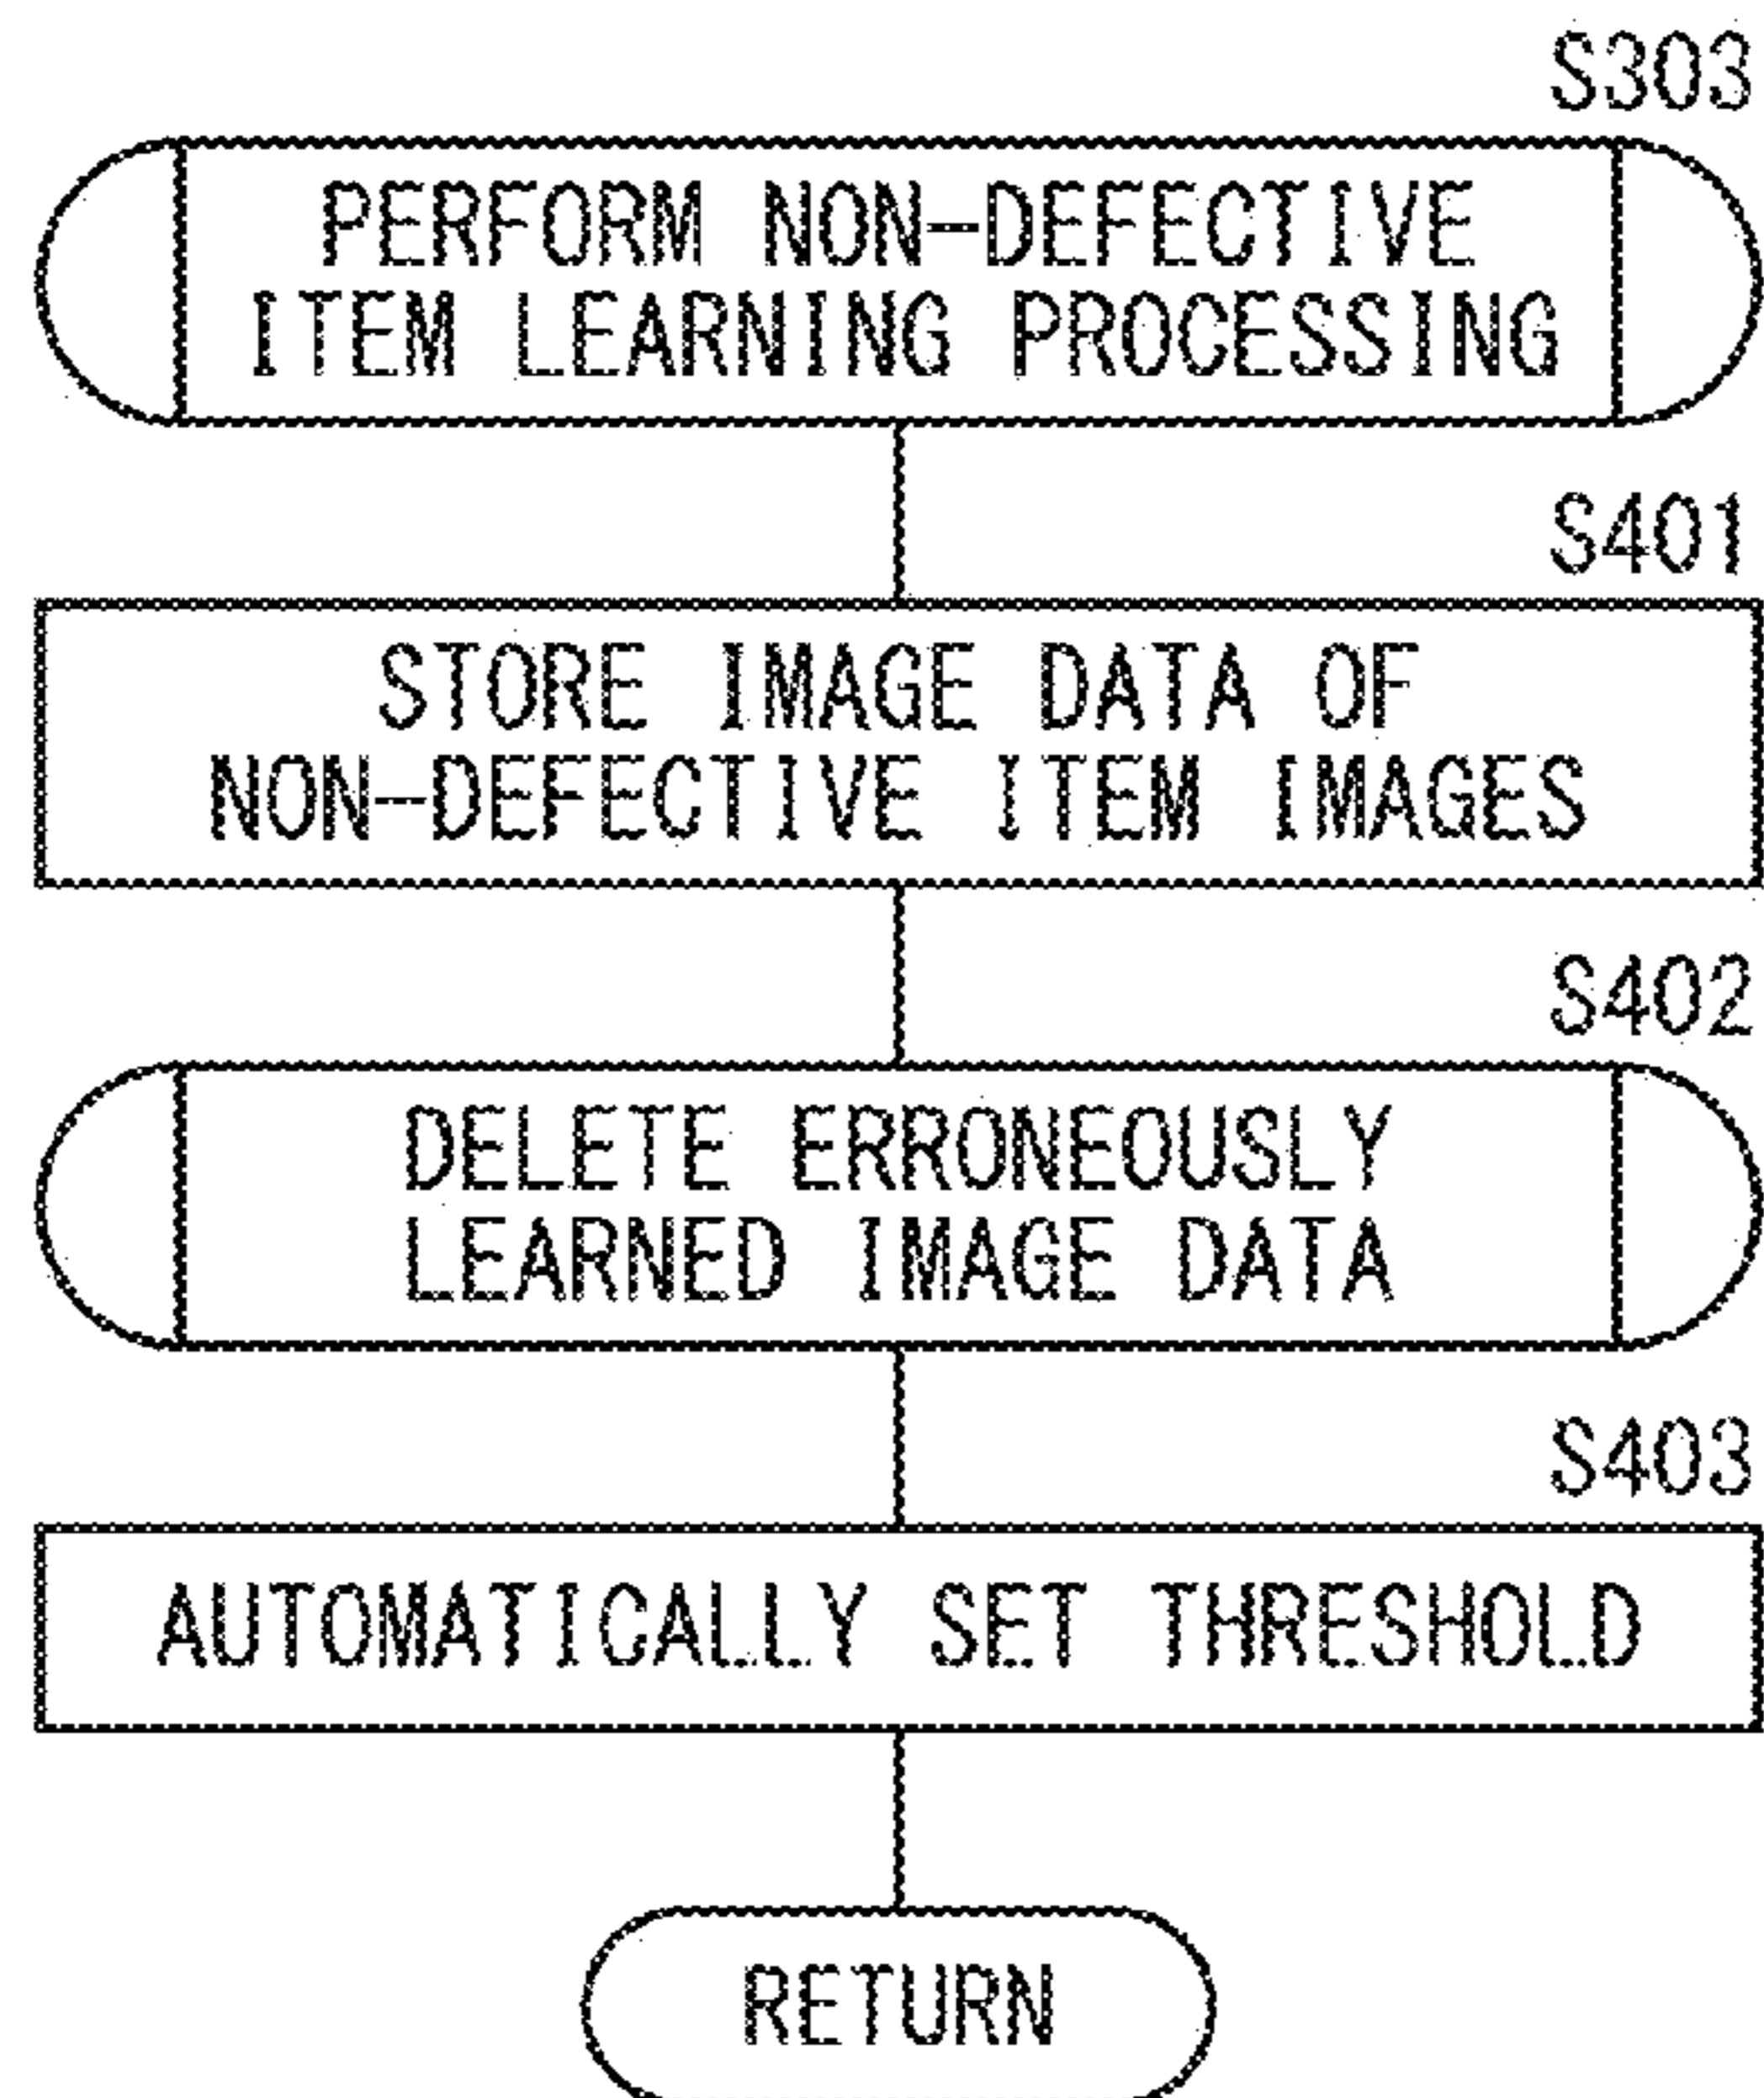 S303
PERFORM NON-DEFECTIVE
ITEM LEARNING PROCESSING
S401
STORE IMAGE DATA OF
NON-DEFECTIVE ITEM IMAGES
S402
DELETE ERRONEOUSLY
LEARNED IMAGE DATA
S403
AUTOMATICALLY SET THRESHOLD
RETURN